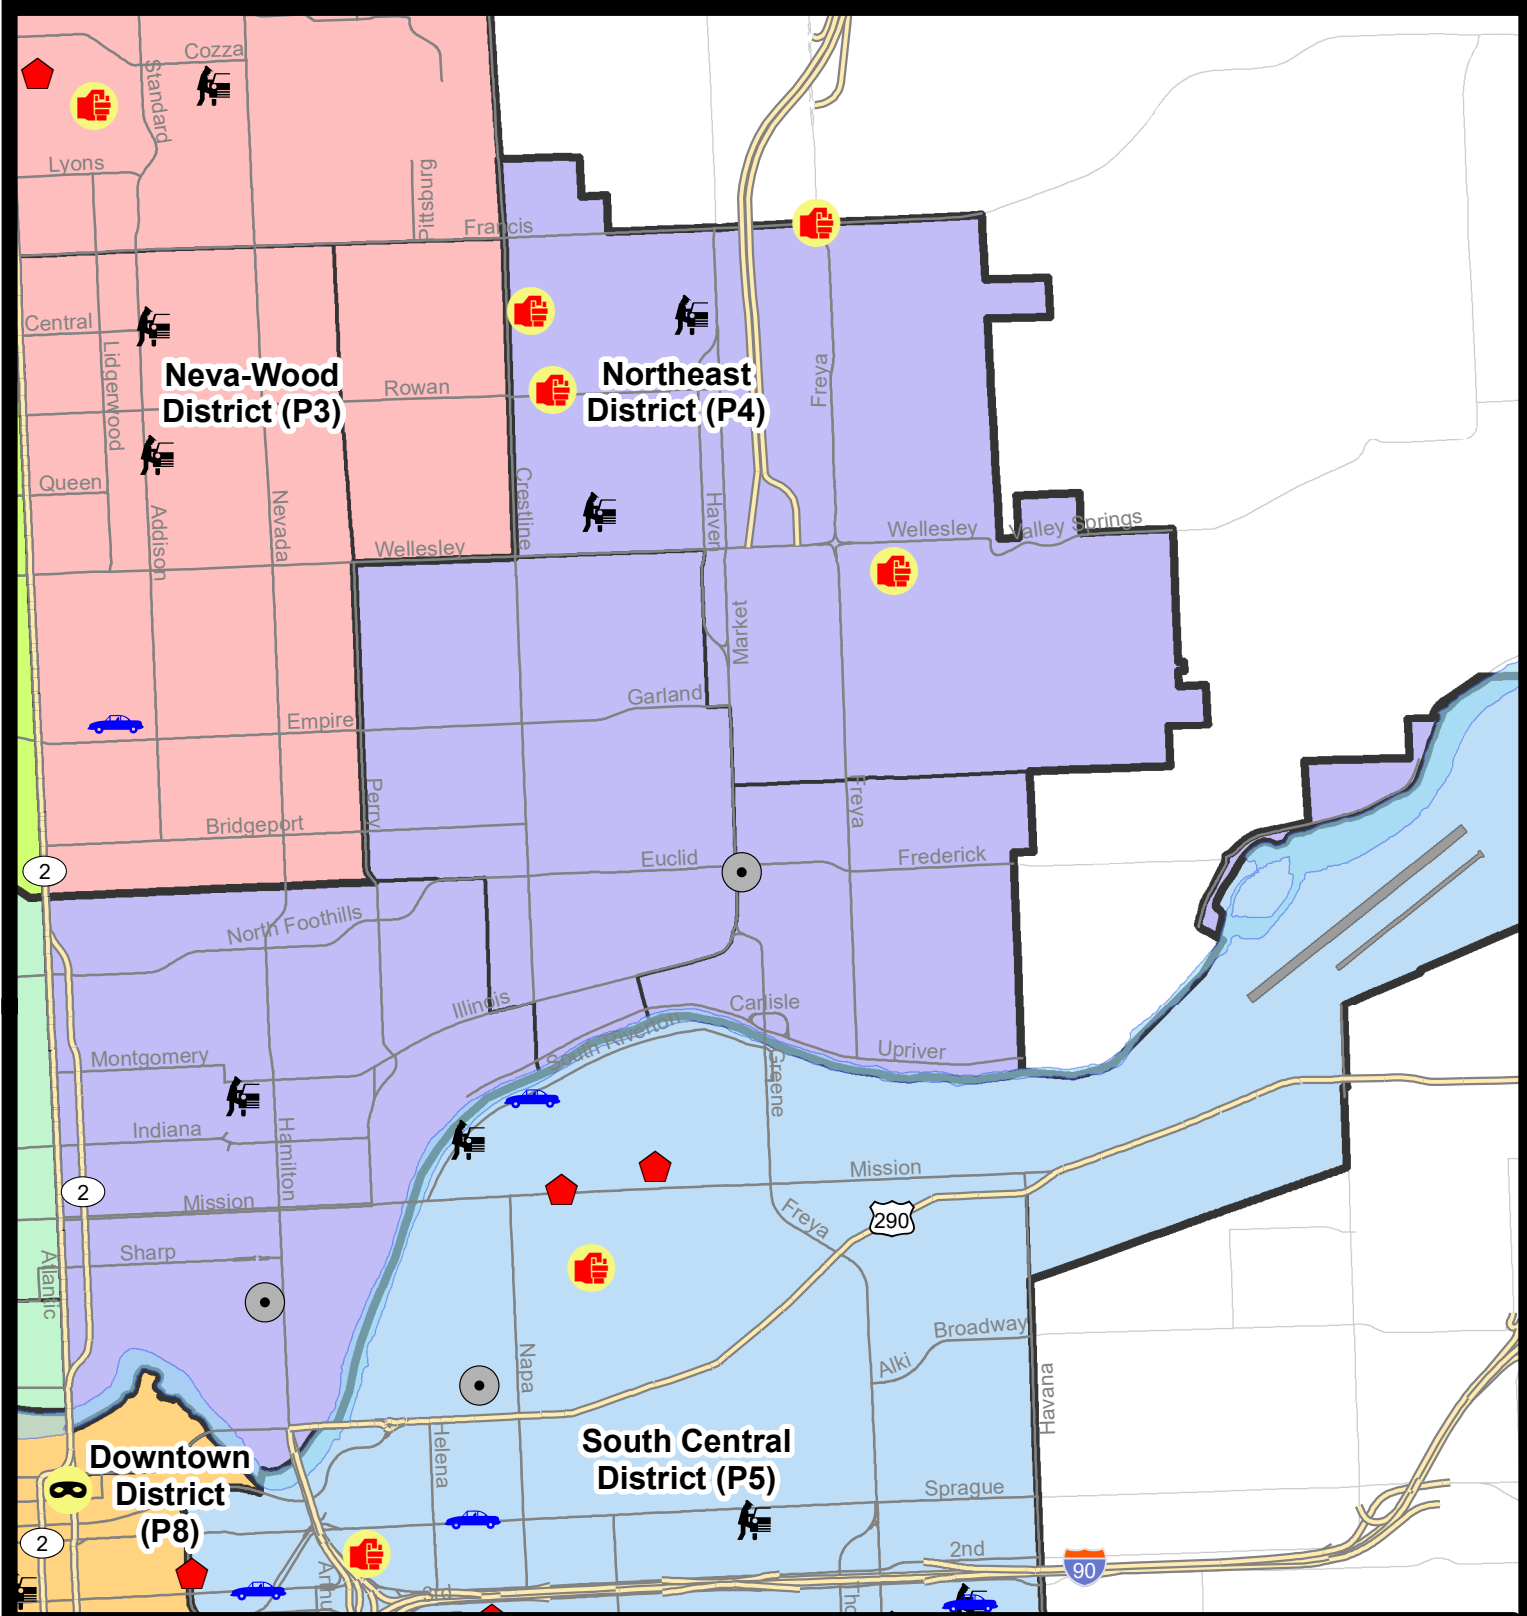 Cozza
Standard
Lyons
Pittsburg
Francis
Central
Lidgerwood
Neva-Wood
District (P3)
Rowan
Northeast
District (P4)
Freya
Queen
Addison
Nevada
Crestline
Haven
Wellesley
Wellesley
Valley Springs
Market
Garland
Empire
Perry
Freya
Bridgeport
Euclid
Frederick
2
North Foothills
Illinois
Carlisle
South Riverton
Upriver
Montgomery
Greene
Indiana
Hamilton
Mission
2
Mission
Freya
290
Sharp
Atlantic
Broadway
Alki
Napa
Havana
Helena
South Central
District (P5)
Downtown
District
(P8)
Sprague
2
2nd
90
3rd